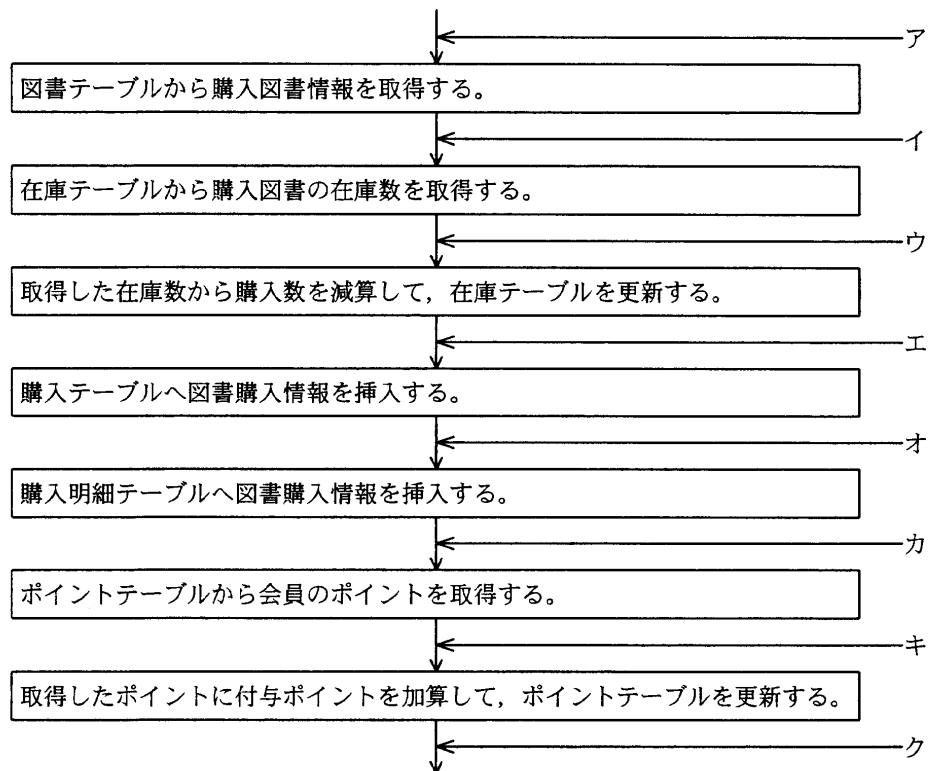 ア
図書テーブルから購入図書情報を取得する。
イ
在庫テーブルから購入図書の在庫数を取得する。
ウ
取得した在庫数から購入数を減算して，在庫テーブルを更新する。
エ
購入テーブルへ図書購入情報を挿入する。
オ
購入明細テーブルへ図書購入情報を挿入する。
カ
ポイントテーブルから会員のポイントを取得する。
キ
取得したポイントに付与ポイントを加算して，ポイントテーブルを更新する。
ク